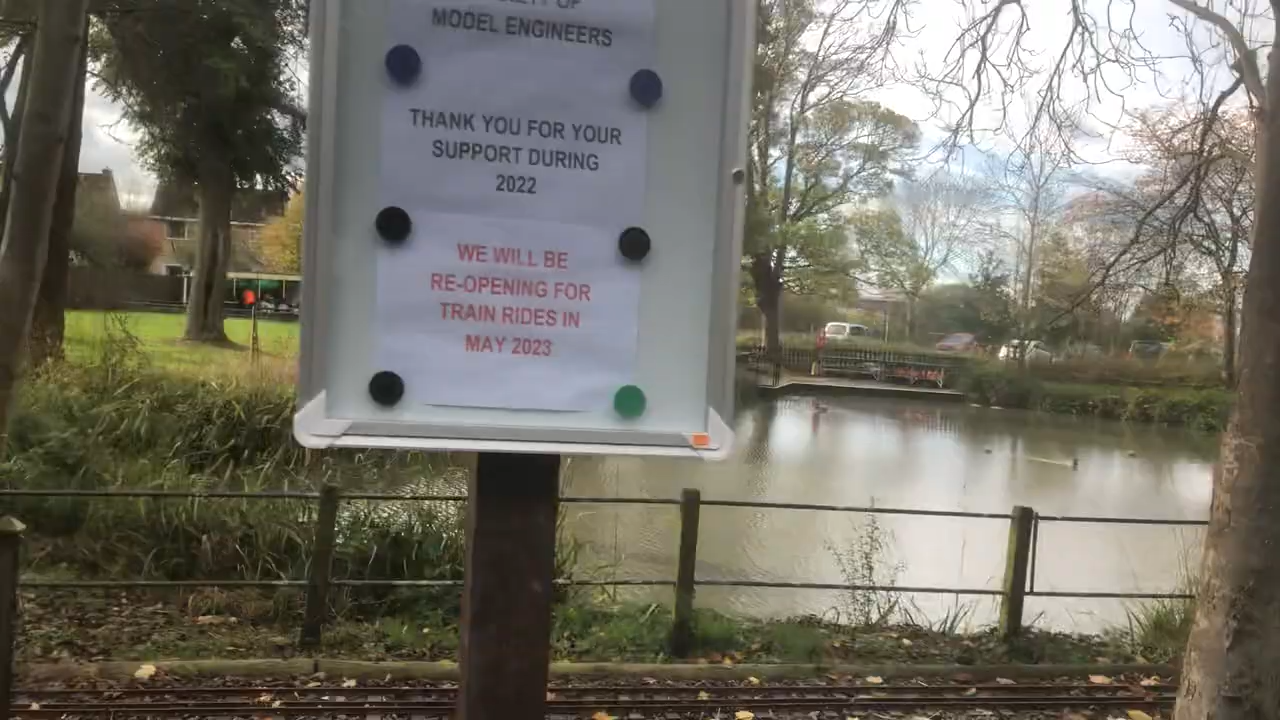 OF
MODEL ENGINEERS
THANK YOU FOR YOUR
SUPPORT DURING
2022
WE WILL BE
RE-OPENING FOR
TRAIN RIDES IN
MAY 2023